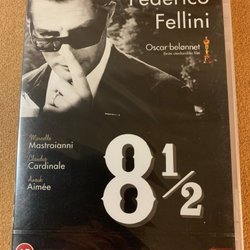 Federico
Fellini
Oscar-belønnet
Marcello
Mastroianni
Claudia
Cardinale
Anouk
Aimée
8½